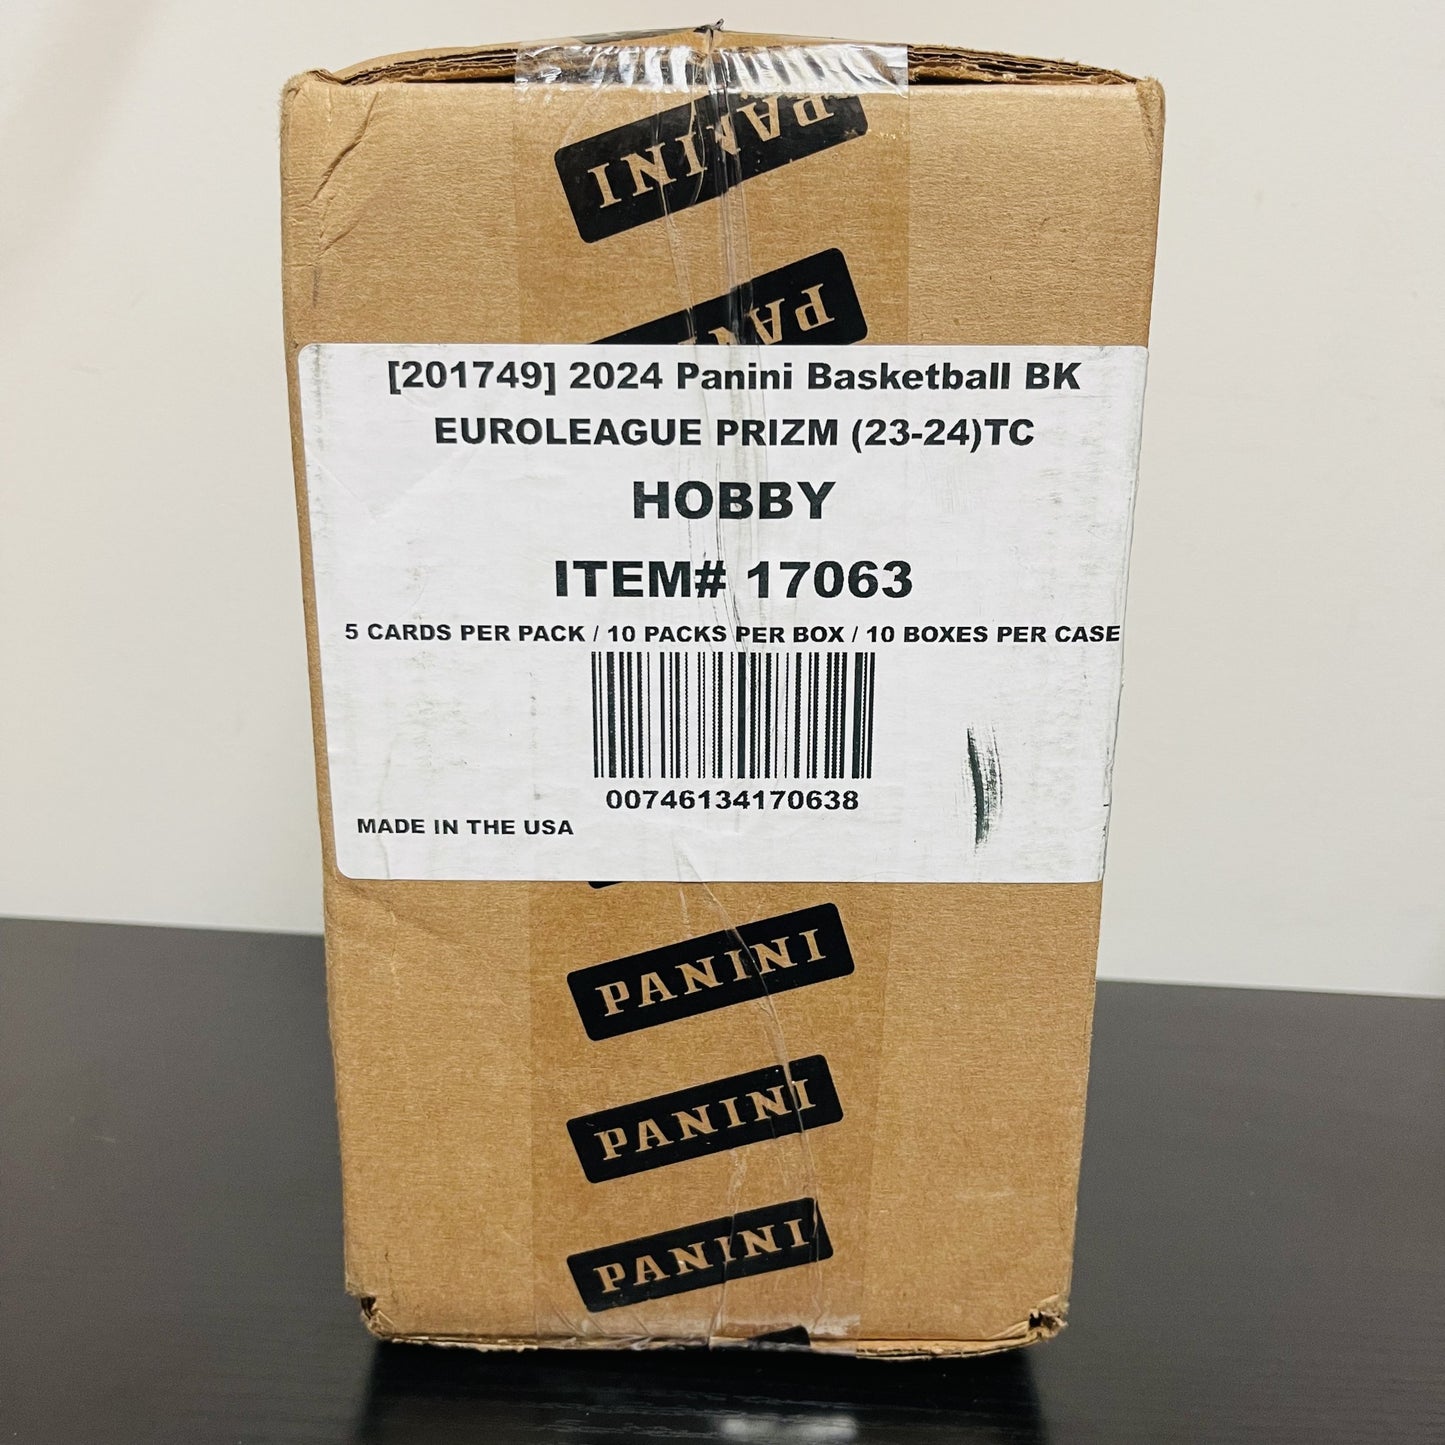 PANINI
PANINI
[201749] 2024 Panini Basketball BK
EUROLEAGUE PRIZM (23-24)TC
HOBBY
ITEM# 17063
5 CARDS PER PACK / 10 PACKS PER BOX / 10 BOXES PER CASE
00746134170638
MADE IN THE USA
PANINI
PANINI
PANINI